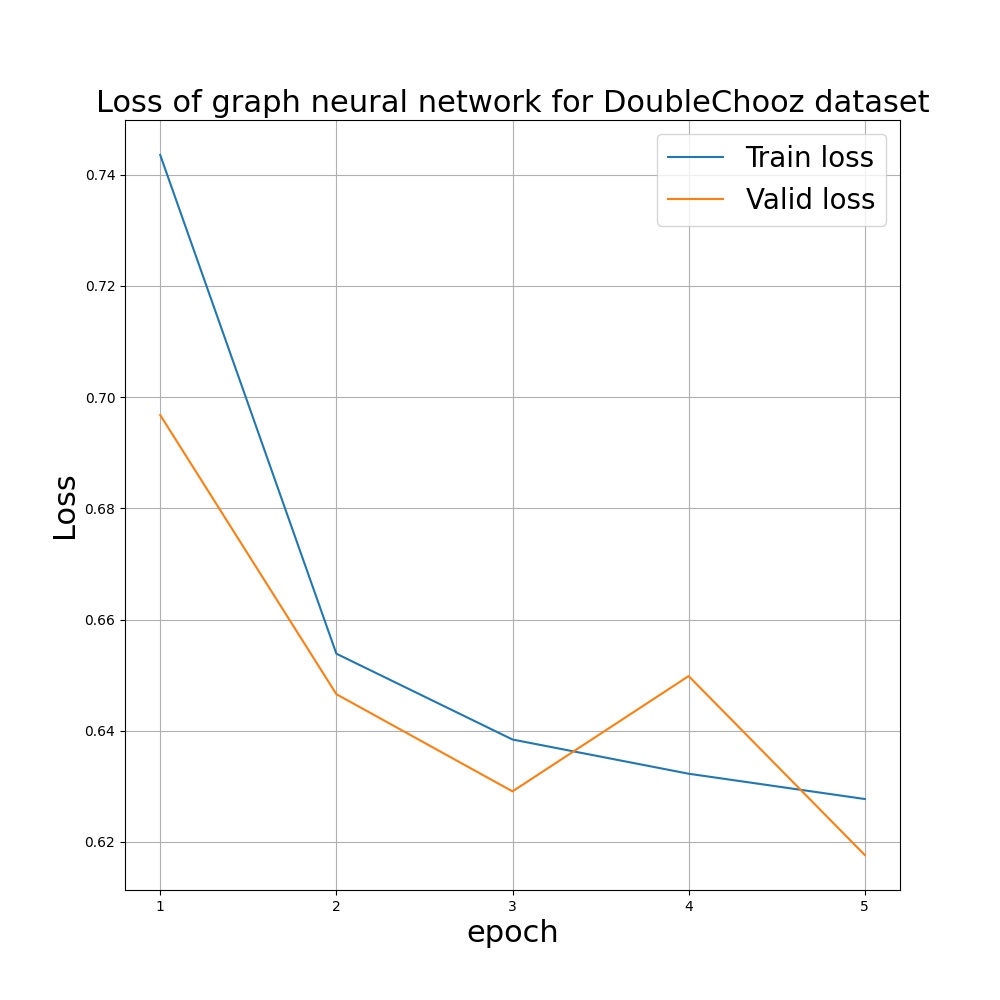 Loss of graph neural network for DoubleChooz dataset
Train loss
Valid loss
0.74
0.72
0.70
0.68
0.66
0.64
0.62
Loss
1 2 3 4 5
epoch